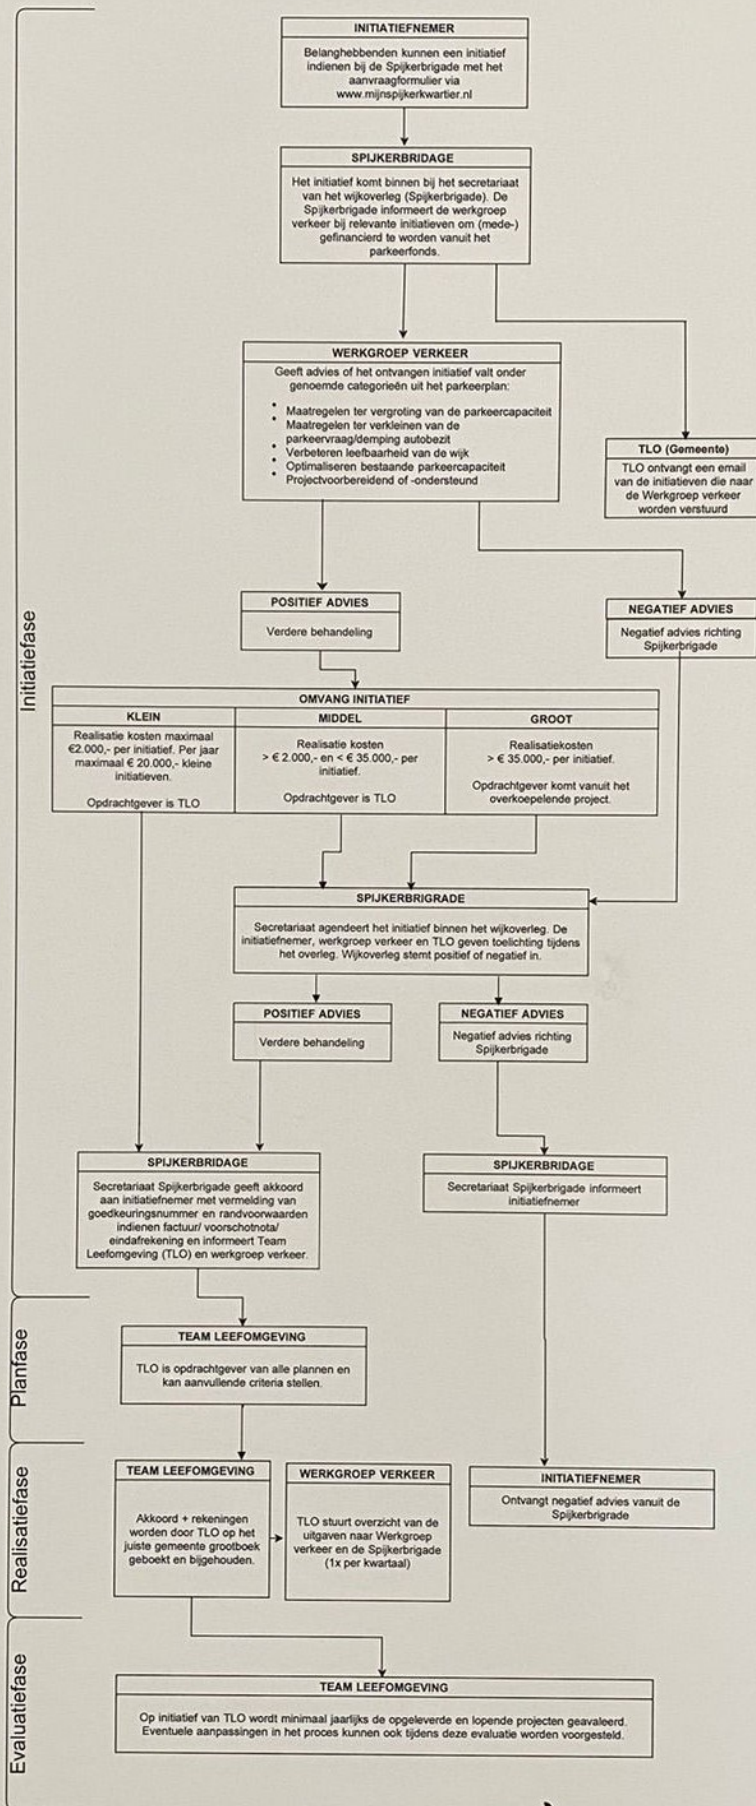 INITIATIEFNEMER
Belanghebbenden kunnen een initiatief
indienen bij de Spijkerbrigade met het
aanvraagformulier via
www.mijnspijkerkwartier.nl
SPIJKERBRIDAGE
Het initiatief komt binnen bij het secretariaat
van het wijkoverleg (Spijkerbrigade). De
Spijkerbrigade informeert de werkgroep
verkeer bij relevante initiatieven om (mede-)
gefinancierd te worden vanuit het
parkeerfonds.
WERKGROEP VERKEER
Geeft advies of het ontvangen initiatief valt onder
genoemde categorieën uit het parkeerplan:
• Maatregelen ter vergroting van de parkeercapaciteit
• Maatregelen ter verkleinen van de
parkeervraag/demping autobezit
• Verbeteren leefbaarheid van de wijk
• Optimaliseren bestaande parkeercapaciteit
• Projectvoorbereidend of -ondersteund
TLO (Gemeente)
TLO ontvangt een email
van de initiatieven die naar
de Werkgroep verkeer
worden verstuurd
POSITIEF ADVIES
Verdere behandeling
NEGATIEF ADVIES
Negatief advies richting
Spijkerbrigade
Initiatiefase
OMVANG INITIATIEF
KLEIN
Realisatie kosten maximaal
€2.000,- per initiatief. Per jaar
maximaal € 20.000,- kleine
initiatieven.
Opdrachtgever is TLO
MIDDEL
Realisatie kosten
> € 2.000,- en < € 35.000,- per
initiatief.
Opdrachtgever is TLO
GROOT
Realisatiekosten
> € 35.000,- per initiatief.
Opdrachtgever komt vanuit het
overkoepelende project.
SPIJKERBRIGRADE
Secretariaat agendeert het initiatief binnen het wijkoverleg. De
initiatiefnemer, werkgroep verkeer en TLO geven toelichting tijdens
het overleg. Wijkoverleg stemt positief of negatief in.
POSITIEF ADVIES
Verdere behandeling
NEGATIEF ADVIES
Negatief advies richting
Spijkerbrigade
SPIJKERBRIDAGE
Secretariaat Spijkerbrigade geeft akkoord
aan initiatiefnemer met vermelding van
goedkeuringsnummer en randvoorwaarden
indienen factuur/ voorschotnota/
eindafrekening en informeert Team
Leefomgeving (TLO) en werkgroep verkeer.
SPIJKERBRIDAGE
Secretariaat Spijkerbrigade informeert
initiatiefnemer
Planfase
TEAM LEEFOMGEVING
TLO is opdrachtgever van alle plannen en
kan aanvullende criteria stellen.
Realisatiefase
TEAM LEEFOMGEVING
Akkoord + rekeningen
worden door TLO op het
juiste gemeente grootboek
geboekt en bijgehouden.
WERKGROEP VERKEER
TLO stuurt overzicht van de
uitgaven naar Werkgroep
verkeer en de Spijkerbrigade
(1x per kwartaal)
INITIATIEFNEMER
Ontvangt negatief advies vanuit de
Spijkerbrigrade
Evaluatiefase
TEAM LEEFOMGEVING
Op initiatief van TLO wordt minimaal jaarlijks de opgeleverde en lopende projecten geavaleerd.
Eventuele aanpassingen in het proces kunnen ook tijdens deze evaluatie worden voorgesteld.